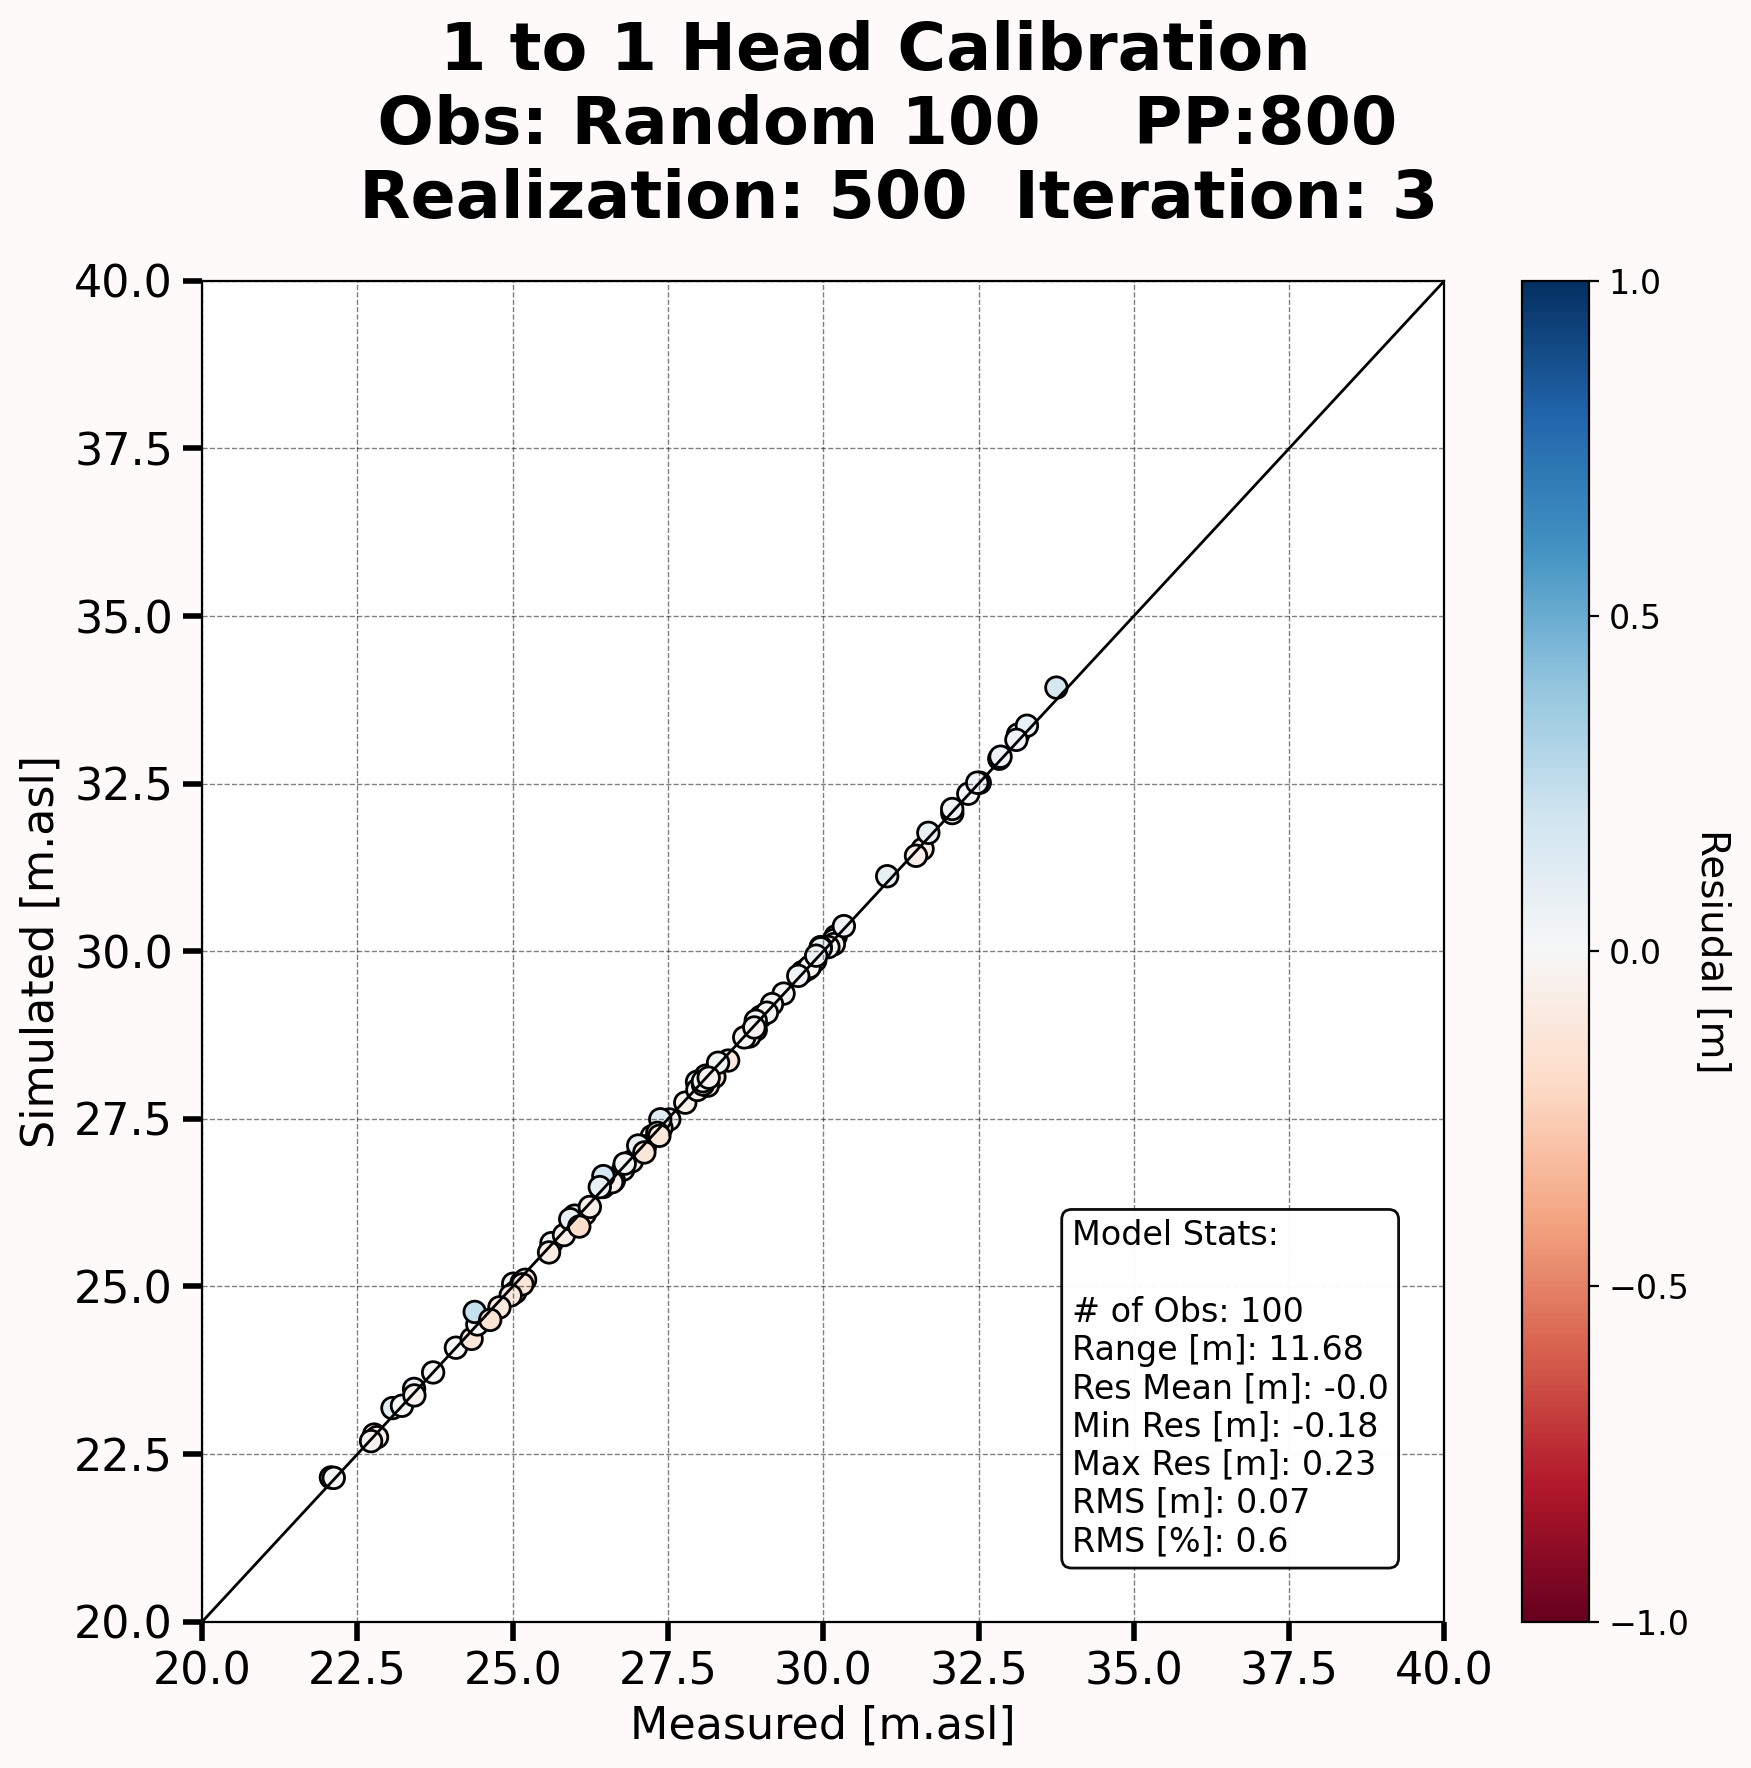 1 to 1 Head Calibration
Obs: Random 100    PP:800
Realization: 500  Iteration: 3
40.0
37.5
35.0
32.5
30.0
27.5
25.0
22.5
20.0
Simulated [m.asl]
20.0 22.5 25.0 27.5 30.0 32.5 35.0 37.5 40.0
Measured [m.asl]
Model Stats:
# of Obs: 100
Range [m]: 11.68
Res Mean [m]: -0.0
Min Res [m]: -0.18
Max Res [m]: 0.23
RMS [m]: 0.07
RMS [%]: 0.6
1.0
0.5
0.0
−0.5
−1.0
Resiudal [m]